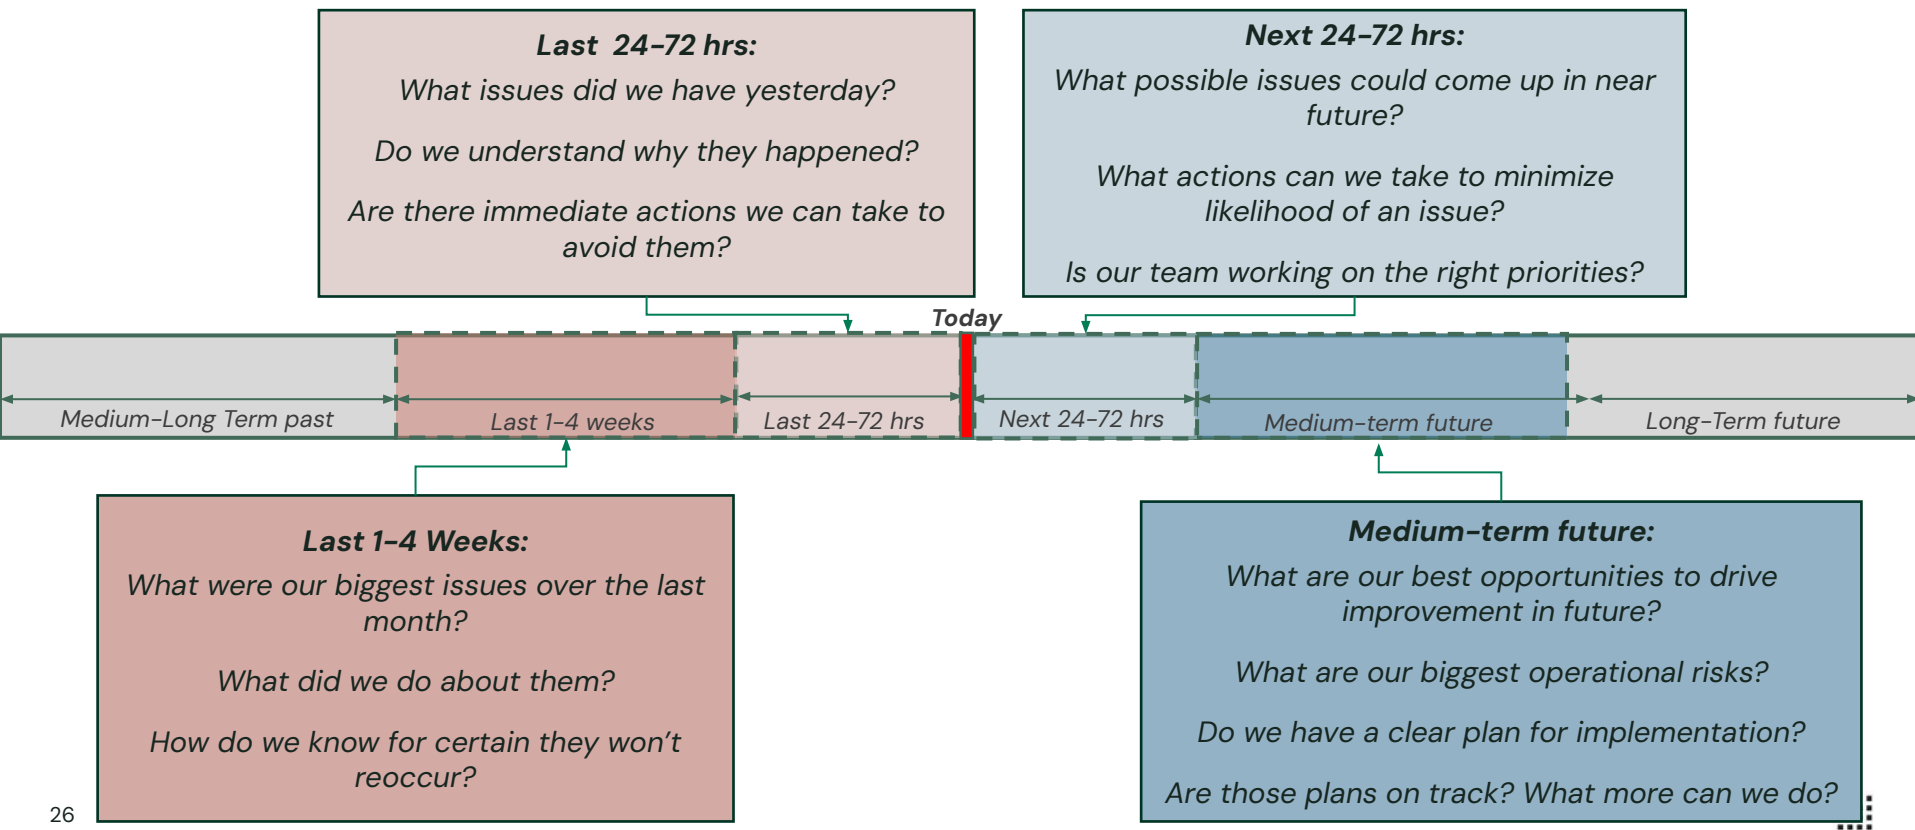 Last 24-72 hrs:
What issues did we have yesterday?
Do we understand why they happened?
Are there immediate actions we can take to
avoid them?
Next 24-72 hrs:
What possible issues could come up in near
future?
What actions can we take to minimize
likelihood of an issue?
Is our team working on the right priorities?
Today
Medium-Long Term past
Last 1-4 weeks
Last 24-72 hrs
Next 24-72 hrs
Medium-term future
Long-Term future
Last 1-4 Weeks:
What were our biggest issues over the last
month?
What did we do about them?
How do we know for certain they won't
reoccur?
Medium-term future:
What are our best opportunities to drive
improvement in future?
What are our biggest operational risks?
Do we have a clear plan for implementation?
Are those plans on track? What more can we do?
26